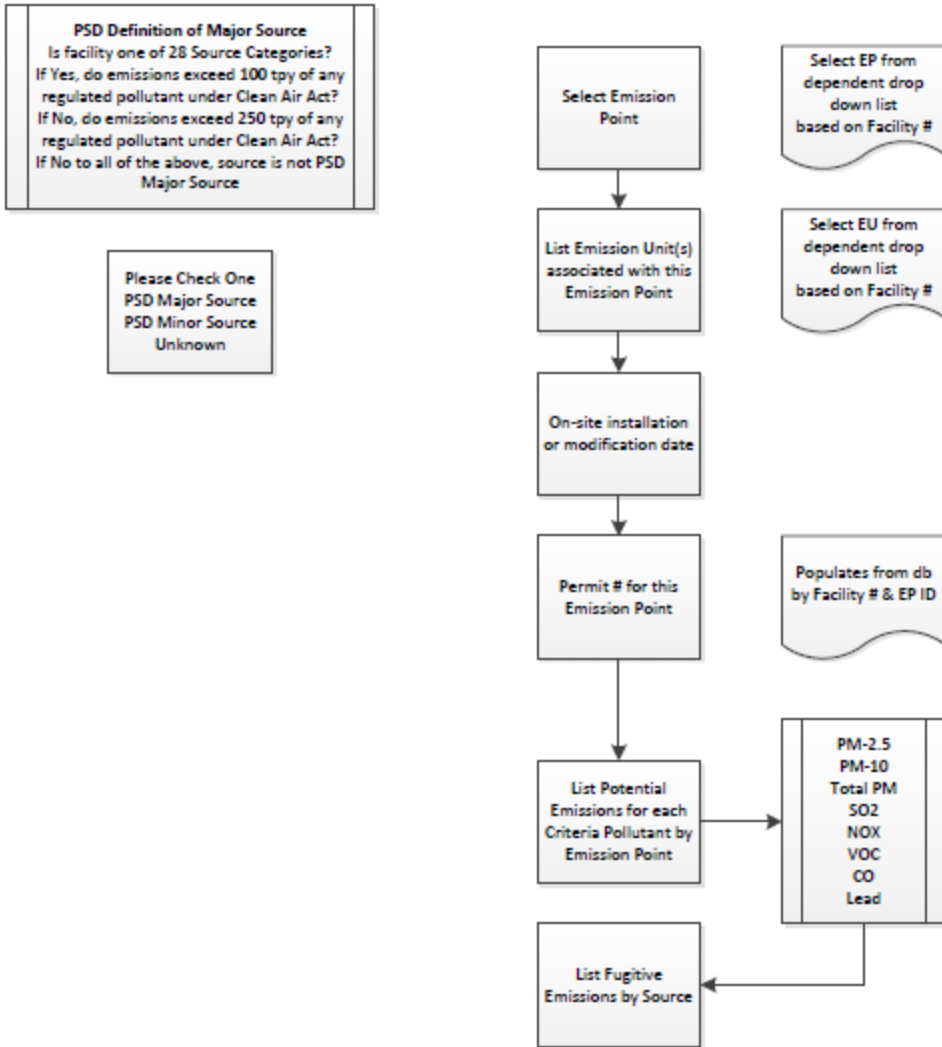 PSD Definition of Major Source
Is facility one of 28 Source Categories?
If Yes, do emissions exceed 100 tpy of any
regulated pollutant under Clean Air Act?
If No, do emissions exceed 250 tpy of any
regulated pollutant under Clean Air Act?
If No to all of the above, source is not PSD
Major Source
Please Check One
PSD Major Source
PSD Minor Source
Unknown
Select Emission
Point
Select EP from
dependent drop
down list
based on Facility #
List Emission Unit(s)
associated with this
Emission Point
Select EU from
dependent drop
down list
based on Facility #
On-site installation
or modification date
Permit # for this
Emission Point
Populates from db
by Facility # & EP ID
List Potential
Emissions for each
Criteria Pollutant by
Emission Point
PM-2.5
PM-10
Total PM
SO2
NOX
VOC
CO
Lead
List Fugitive
Emissions by Source